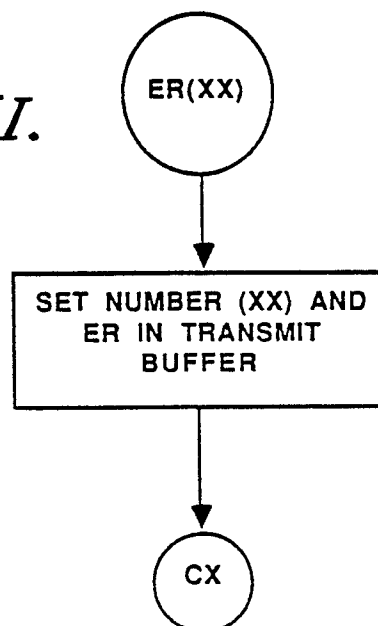 ER(XX)
I.
SET NUMBER (XX) AND
ER IN TRANSMIT
BUFFER
CX